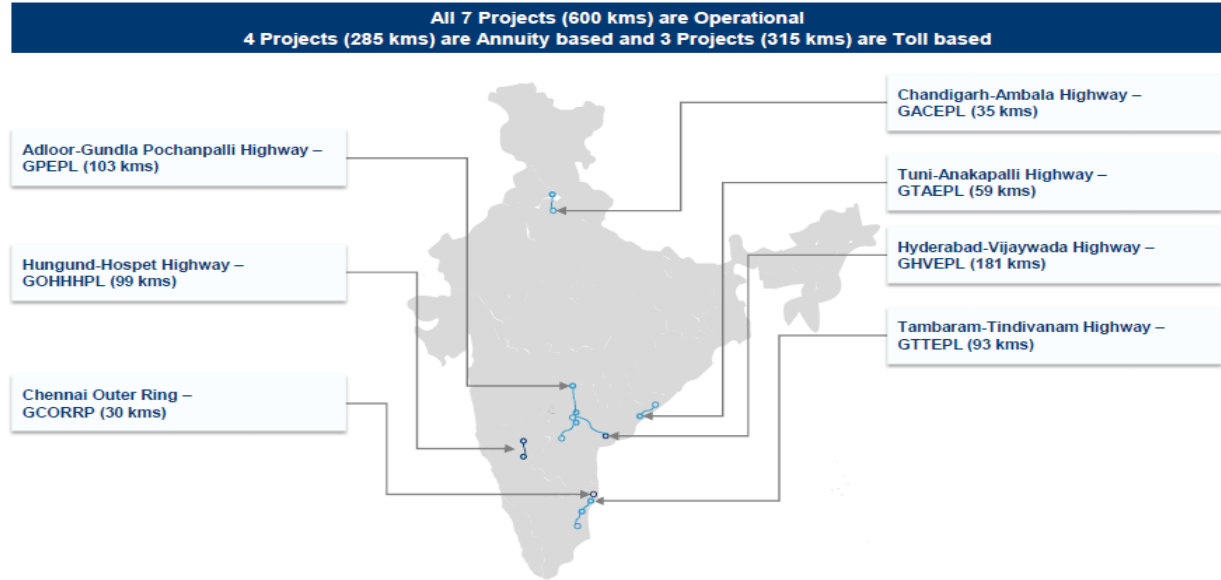 All 7 Projects (600 kms) are Operational
4 Projects (285 kms) are Annuity based and 3 Projects (315 kms) are Toll based
Adloor-Gundla Pochanpalli Highway –
GPEPL (103 kms)
Hungund-Hospet Highway –
GOHHHPL (99 kms)
Chennai Outer Ring –
GCORRP (30 kms)
Chandigarh-Ambala Highway –
GACEPL (35 kms)
Tuni-Anakapalli Highway –
GTAEPL (59 kms)
Hyderabad-Vijaywada Highway –
GHVEPL (181 kms)
Tambaram-Tindivanam Highway –
GTTEPL (93 kms)